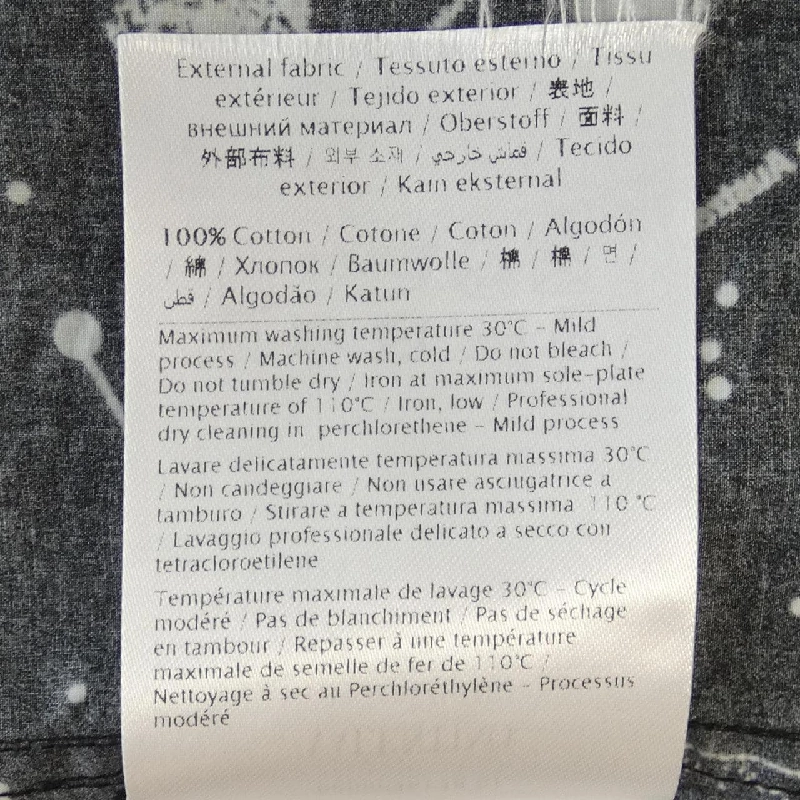 External fabric / Tessuto esterno / Tissu
extérieur / Tejido exterior / 表地 /
внешний материал / Oberstoff / 面料 /
外部布料 / 외부 소재 / قماش خارجي / Tecido
exterior / Kain eksternal
100% Cotton / Cotone / Coton / Algodón
/ 綿 / Хлопок / Baumwolle / 棉 / 棉 / 면 /
قطن / Algodão / Katun
Maximum washing temperature 30°C - Mild
process / Machine wash, cold / Do not bleach /
Do not tumble dry / Iron at maximum sole-plate
temperature of 110°C / Iron, low / Professional
dry cleaning in perchlorethene - Mild process
Lavare delicatamente temperatura massima 30°C
/ Non candeggiare / Non usare asciugatrice a
tamburo / Stirare a temperatura massima 110 °C
/ Lavaggio professionale delicato a secco con
tetracloroetilene
Température maximale de lavage 30°C - Cycle
modéré / Pas de blanchiment / Pas de séchage
en tambour / Repasser à une température
maximale de semelle de fer de 110°C /
Nettoyage à sec au Perchloréthylène - Processus
modéré